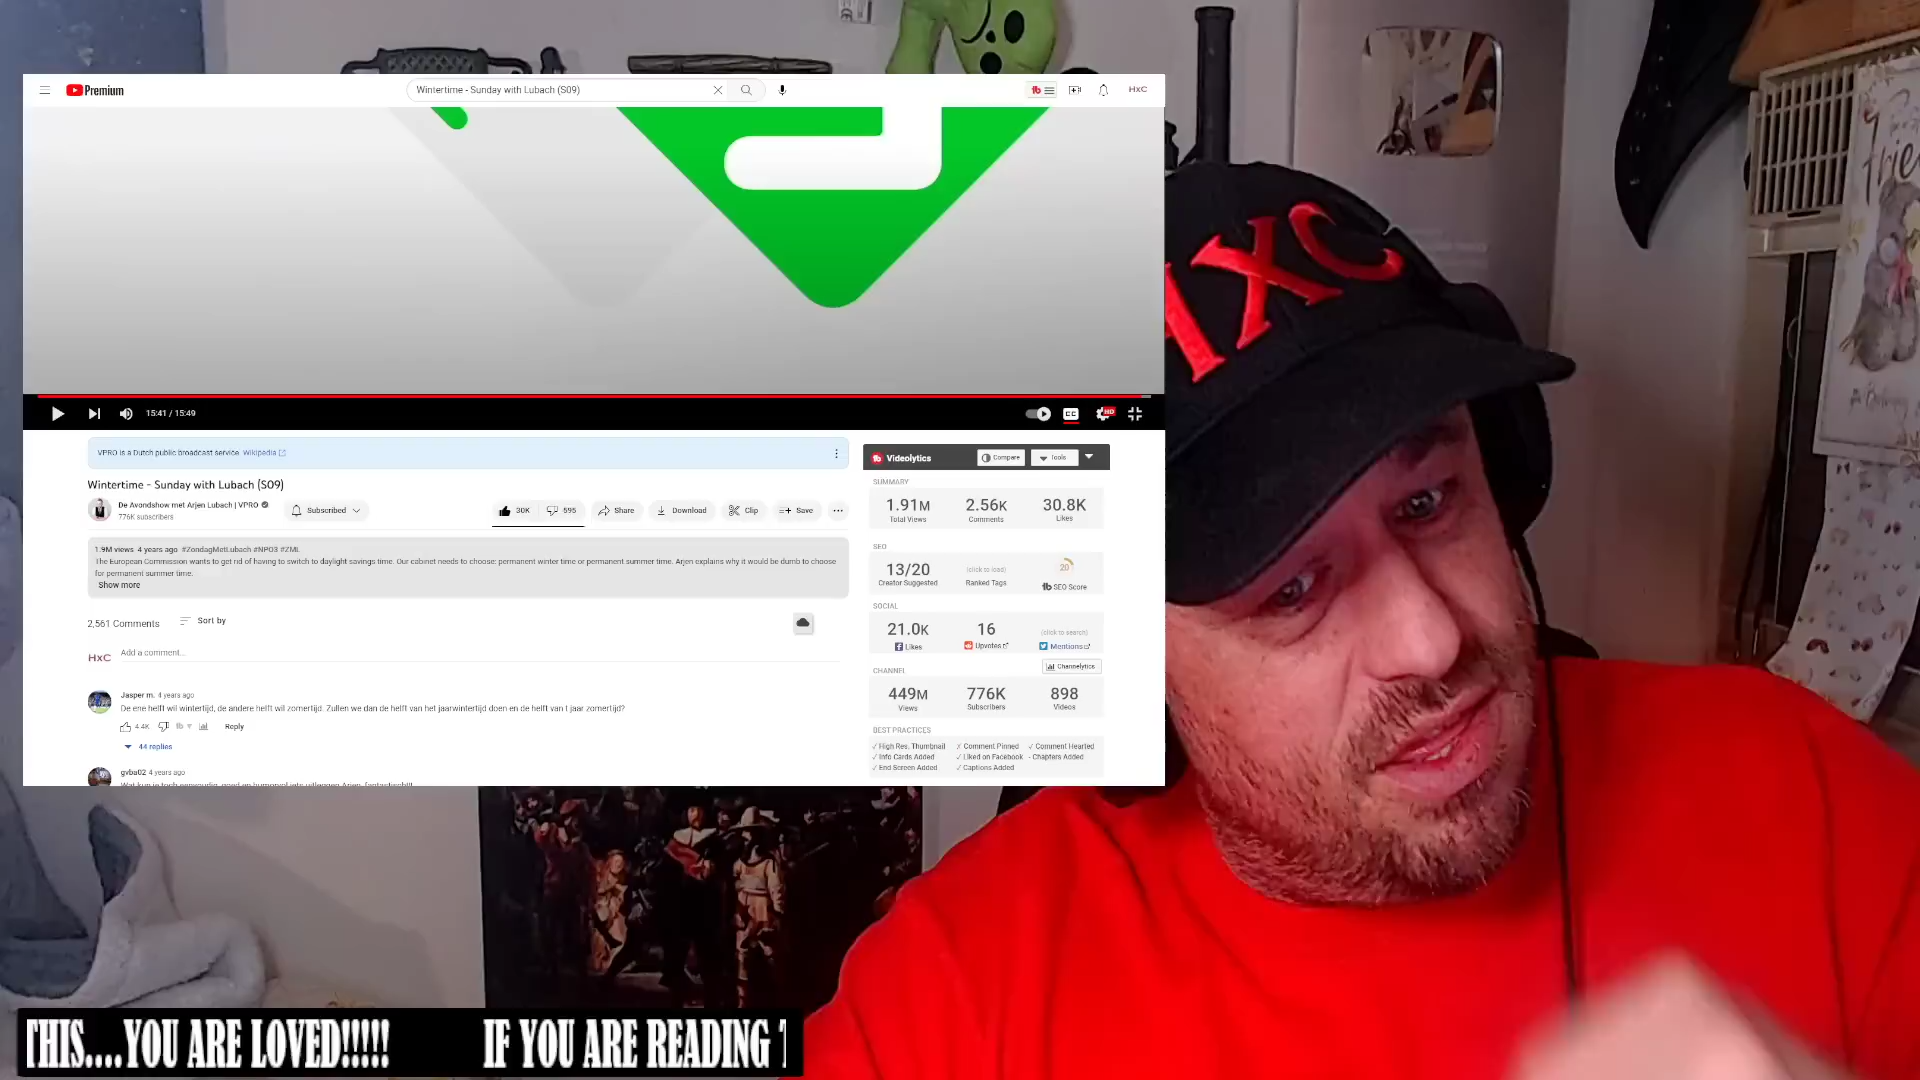 Premium
Wintertime - Sunday with Lubach (S09)
HxC
15:41 / 15:49
CC
HD
VPRO is a Dutch public broadcast service. Wikipedia
Wintertime - Sunday with Lubach (S09)
De Avondshow met Arjen Lubach | VPRO
776K subscribers
Subscribed
30K
595
Share
Download
Clip
Save
1.9M views 4 years ago #ZondagMetLubach #NPO3 #ZML
The European Commission wants to get rid of having to switch to daylight savings time. Our cabinet needs to choose: permanent winter time or permanent summer time. Arjen explains why it would be dumb to choose
for permanent summer time.
Show more
2,561 Comments
Sort by
HxC
Add a comment...
Jasper m. 4 years ago
De ene helft wil wintertijd, de andere helft wil zomertijd. Zullen we dan de helft van het jaarwintertijd doen en de helft van t jaar zomertijd?
4.4K
Reply
44 replies
gvba02 4 years ago
Videolytics
Compare
Tools
SUMMARY
1.91M
2.56K
30.8K
Total Views
Comments
Likes
SEO
13/20
(click to load)
20
Creator Suggested
Ranked Tags
SEO Score
SOCIAL
21.0K
16
(click to search)
Likes
Upvotes
Mentions
CHANNEL
Channelytics
449M
776K
898
Views
Subscribers
Videos
BEST PRACTICES
✓ High Res. Thumbnail
✗ Comment Pinned
✓ Comment Hearted
✓ Info Cards Added
✓ Liked on Facebook
- Chapters Added
✓ End Screen Added
✓ Captions Added
HXC
THIS....YOU ARE LOVED!!!!!
IF YOU ARE READING